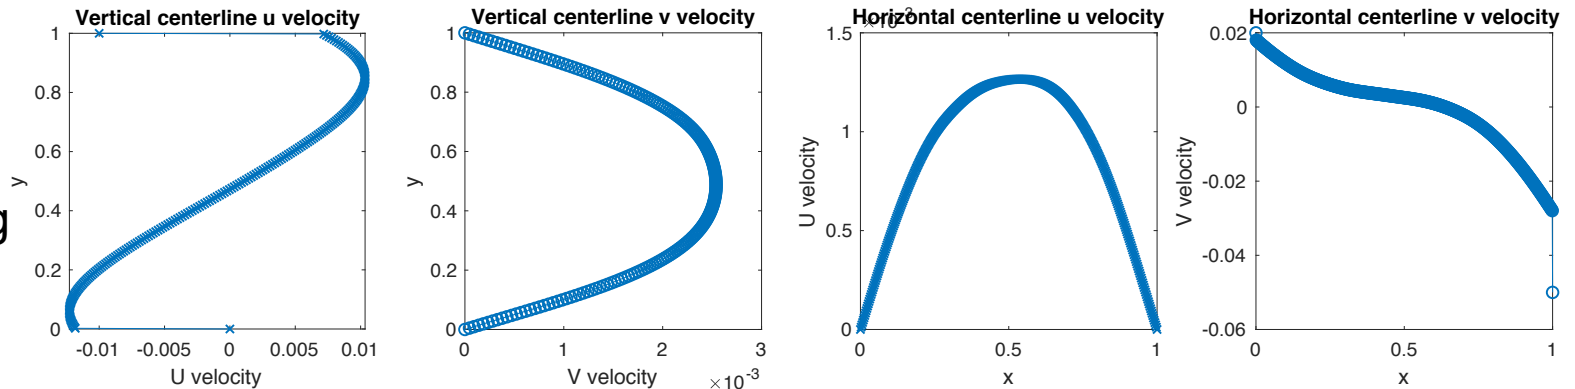 Vertical centerline u velocity
1
0.8
0.6
0.4
0.2
0
y
-0.01 -0.005 0 0.005 0.01
U velocity
g
Vertical centerline v velocity
1
0.8
0.6
0.4
0.2
0
y
0 1 2 3
V velocity
×10-3
Horizontal centerline u velocity
×10-3
1.5
1
0.5
0
U velocity
0 0.5 1
x
Horizontal centerline v velocity
0.02
0
-0.02
-0.04
-0.06
V velocity
0 0.5 1
x